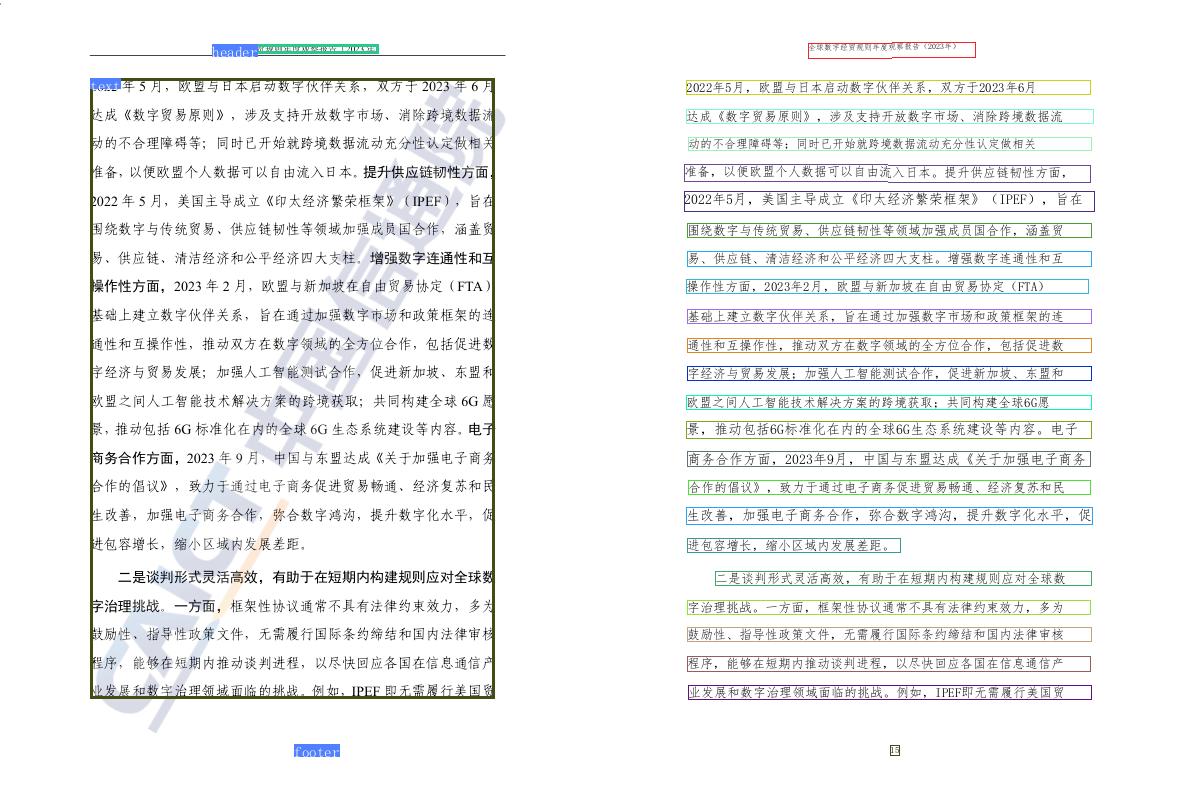 header
text
年 5 月，欧盟与日本启动数字伙伴关系，双方于 2023 年 6 月
达成《数字贸易原则》，涉及支持开放数字市场、消除跨境数据流
动的不合理障碍等；同时已开始就跨境数据流动充分性认定做相关
准备，以便欧盟个人数据可以自由流入日本。提升供应链韧性方面，
2022 年 5 月，美国主导成立《印太经济繁荣框架》（IPEF），旨在
围绕数字与传统贸易、供应链韧性等领域加强成员国合作，涵盖贸
易、供应链、清洁经济和公平经济四大支柱。增强数字连通性和互
操作性方面，2023 年 2 月，欧盟与新加坡在自由贸易协定（FTA）
基础上建立数字伙伴关系，旨在通过加强数字市场和政策框架的连
通性和互操作性，推动双方在数字领域的全方位合作，包括促进数
字经济与贸易发展；加强人工智能测试合作，促进新加坡、东盟和
欧盟之间人工智能技术解决方案的跨境获取；共同构建全球 6G 愿
景，推动包括 6G 标准化在内的全球 6G 生态系统建设等内容。电子
商务合作方面，2023 年 9 月，中国与东盟达成《关于加强电子商务
合作的倡议》，致力于通过电子商务促进贸易畅通、经济复苏和民
生改善，加强电子商务合作，弥合数字鸿沟，提升数字化水平，促
进包容增长，缩小区域内发展差距。
二是谈判形式灵活高效，有助于在短期内构建规则应对全球数
字治理挑战。一方面，框架性协议通常不具有法律约束效力，多为
鼓励性、指导性政策文件，无需履行国际条约缔结和国内法律审核
程序，能够在短期内推动谈判进程，以尽快回应各国在信息通信产
业发展和数字治理领域面临的挑战。例如，IPEF 即无需履行美国贸
CAICT 中国信通院
footer
全球数字经贸规则年度观察报告（2023年）
2022年5月，欧盟与日本启动数字伙伴关系，双方于2023年6月
达成《数字贸易原则》，涉及支持开放数字市场、消除跨境数据流
动的不合理障碍等；同时已开始就跨境数据流动充分性认定做相关
准备，以便欧盟个人数据可以自由流入日本。提升供应链韧性方面，
2022年5月，美国主导成立《印太经济繁荣框架》（IPEF），旨在
围绕数字与传统贸易、供应链韧性等领域加强成员国合作，涵盖贸
易、供应链、清洁经济和公平经济四大支柱。增强数字连通性和互
操作性方面，2023年2月，欧盟与新加坡在自由贸易协定（FTA）
基础上建立数字伙伴关系，旨在通过加强数字市场和政策框架的连
通性和互操作性，推动双方在数字领域的全方位合作，包括促进数
字经济与贸易发展；加强人工智能测试合作，促进新加坡、东盟和
欧盟之间人工智能技术解决方案的跨境获取；共同构建全球6G愿
景，推动包括6G标准化在内的全球6G生态系统建设等内容。电子
商务合作方面，2023年9月，中国与东盟达成《关于加强电子商务
合作的倡议》，致力于通过电子商务促进贸易畅通、经济复苏和民
生改善，加强电子商务合作，弥合数字鸿沟，提升数字化水平，促
进包容增长，缩小区域内发展差距。
二是谈判形式灵活高效，有助于在短期内构建规则应对全球数
字治理挑战。一方面，框架性协议通常不具有法律约束效力，多为
鼓励性、指导性政策文件，无需履行国际条约缔结和国内法律审核
程序，能够在短期内推动谈判进程，以尽快回应各国在信息通信产
业发展和数字治理领域面临的挑战。例如，IPEF即无需履行美国贸
15